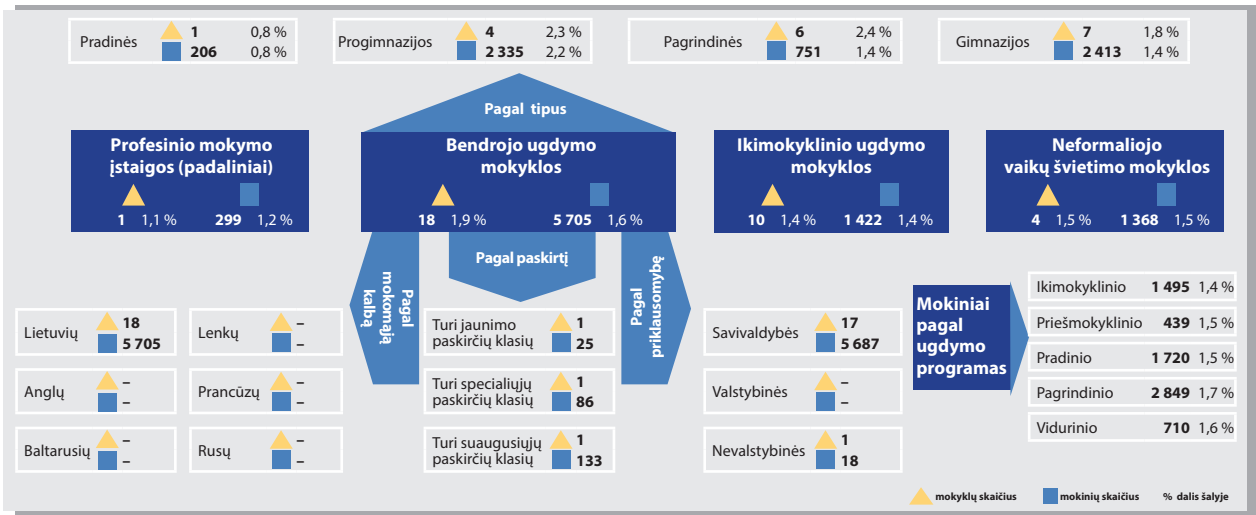 Pradinės 1 0,8 %
206 0,8 %
Progimnazijos 4 2,3 %
2 335 2,2 %
Pagrindinės 6 2,4 %
751 1,4 %
Gimnazijos 7 1,8 %
2 413 1,4 %
Pagal tipus
Profesinio mokymo
įstaigos (padaliniai)
1 1,1 % 299 1,2 %
Bendrojo ugdymo
mokyklos
18 1,9 % 5 705 1,6 %
Ikimokyklinio ugdymo
mokyklos
10 1,4 % 1 422 1,4 %
Neformaliojo
vaikų švietimo mokyklos
4 1,5 % 1 368 1,5 %
Pagal
mokomąją
kalbą
Pagal paskirtį
Pagal
priklausomybę
Lietuvių 18
5 705
Lenkų –
–
Anglų –
–
Prancūzų –
–
Baltarusių –
–
Rusų –
–
Turi jaunimo 1
paskirčių klasių 25
Turi specialiųjų 1
paskirčių klasių 86
Turi suaugusiųjų 1
paskirčių klasių 133
Savivaldybės 17
5 687
Valstybinės –
–
Nevalstybinės 1
18
Mokiniai
pagal
ugdymo
programas
Ikimokyklinio 1 495 1,4 %
Priešmokyklinio 439 1,5 %
Pradinio 1 720 1,5 %
Pagrindinio 2 849 1,7 %
Vidurinio 710 1,6 %
mokyklų skaičius mokinių skaičius % dalis šalyje